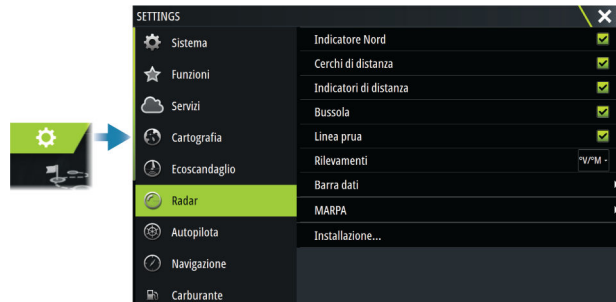 SETTINGS
Sistema
Funzioni
Servizi
Cartografia
Ecoscandaglio
Radar
Autopilota
Navigazione
Carburante
Indicatore Nord
Cerchi di distanza
Indicatori di distanza
Bussola
Linea prua
Rilevamenti °V/°M
Barra dati
MARPA
Installazione...